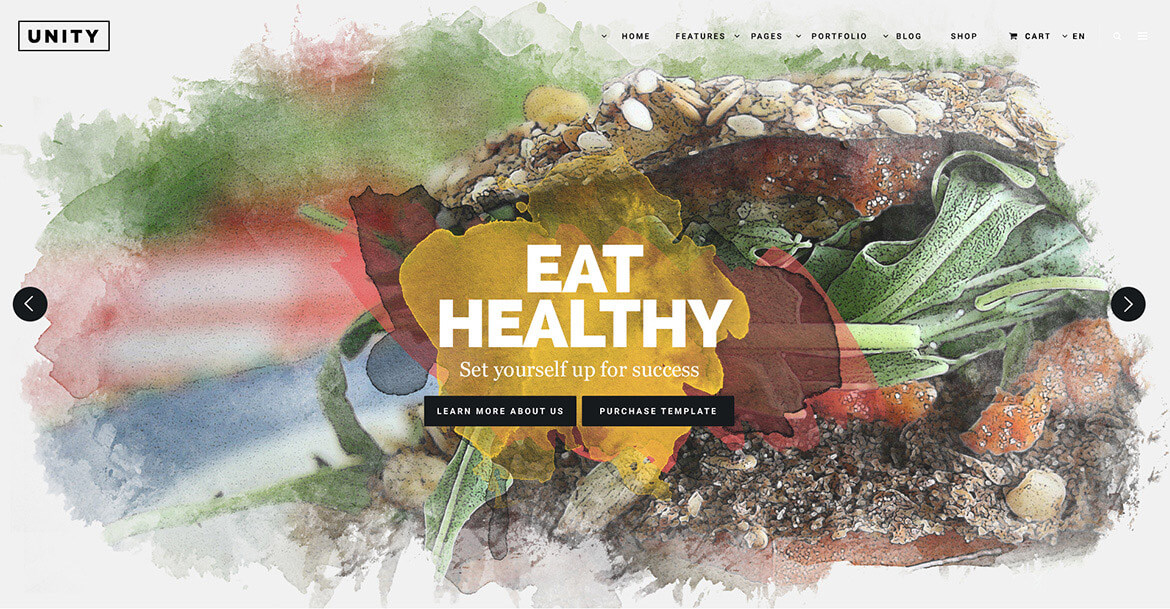 UNITY
HOME FEATURES PAGES PORTFOLIO BLOG SHOP CART EN
EAT
HEALTHY
Set yourself up for success
LEARN MORE ABOUT US PURCHASE TEMPLATE